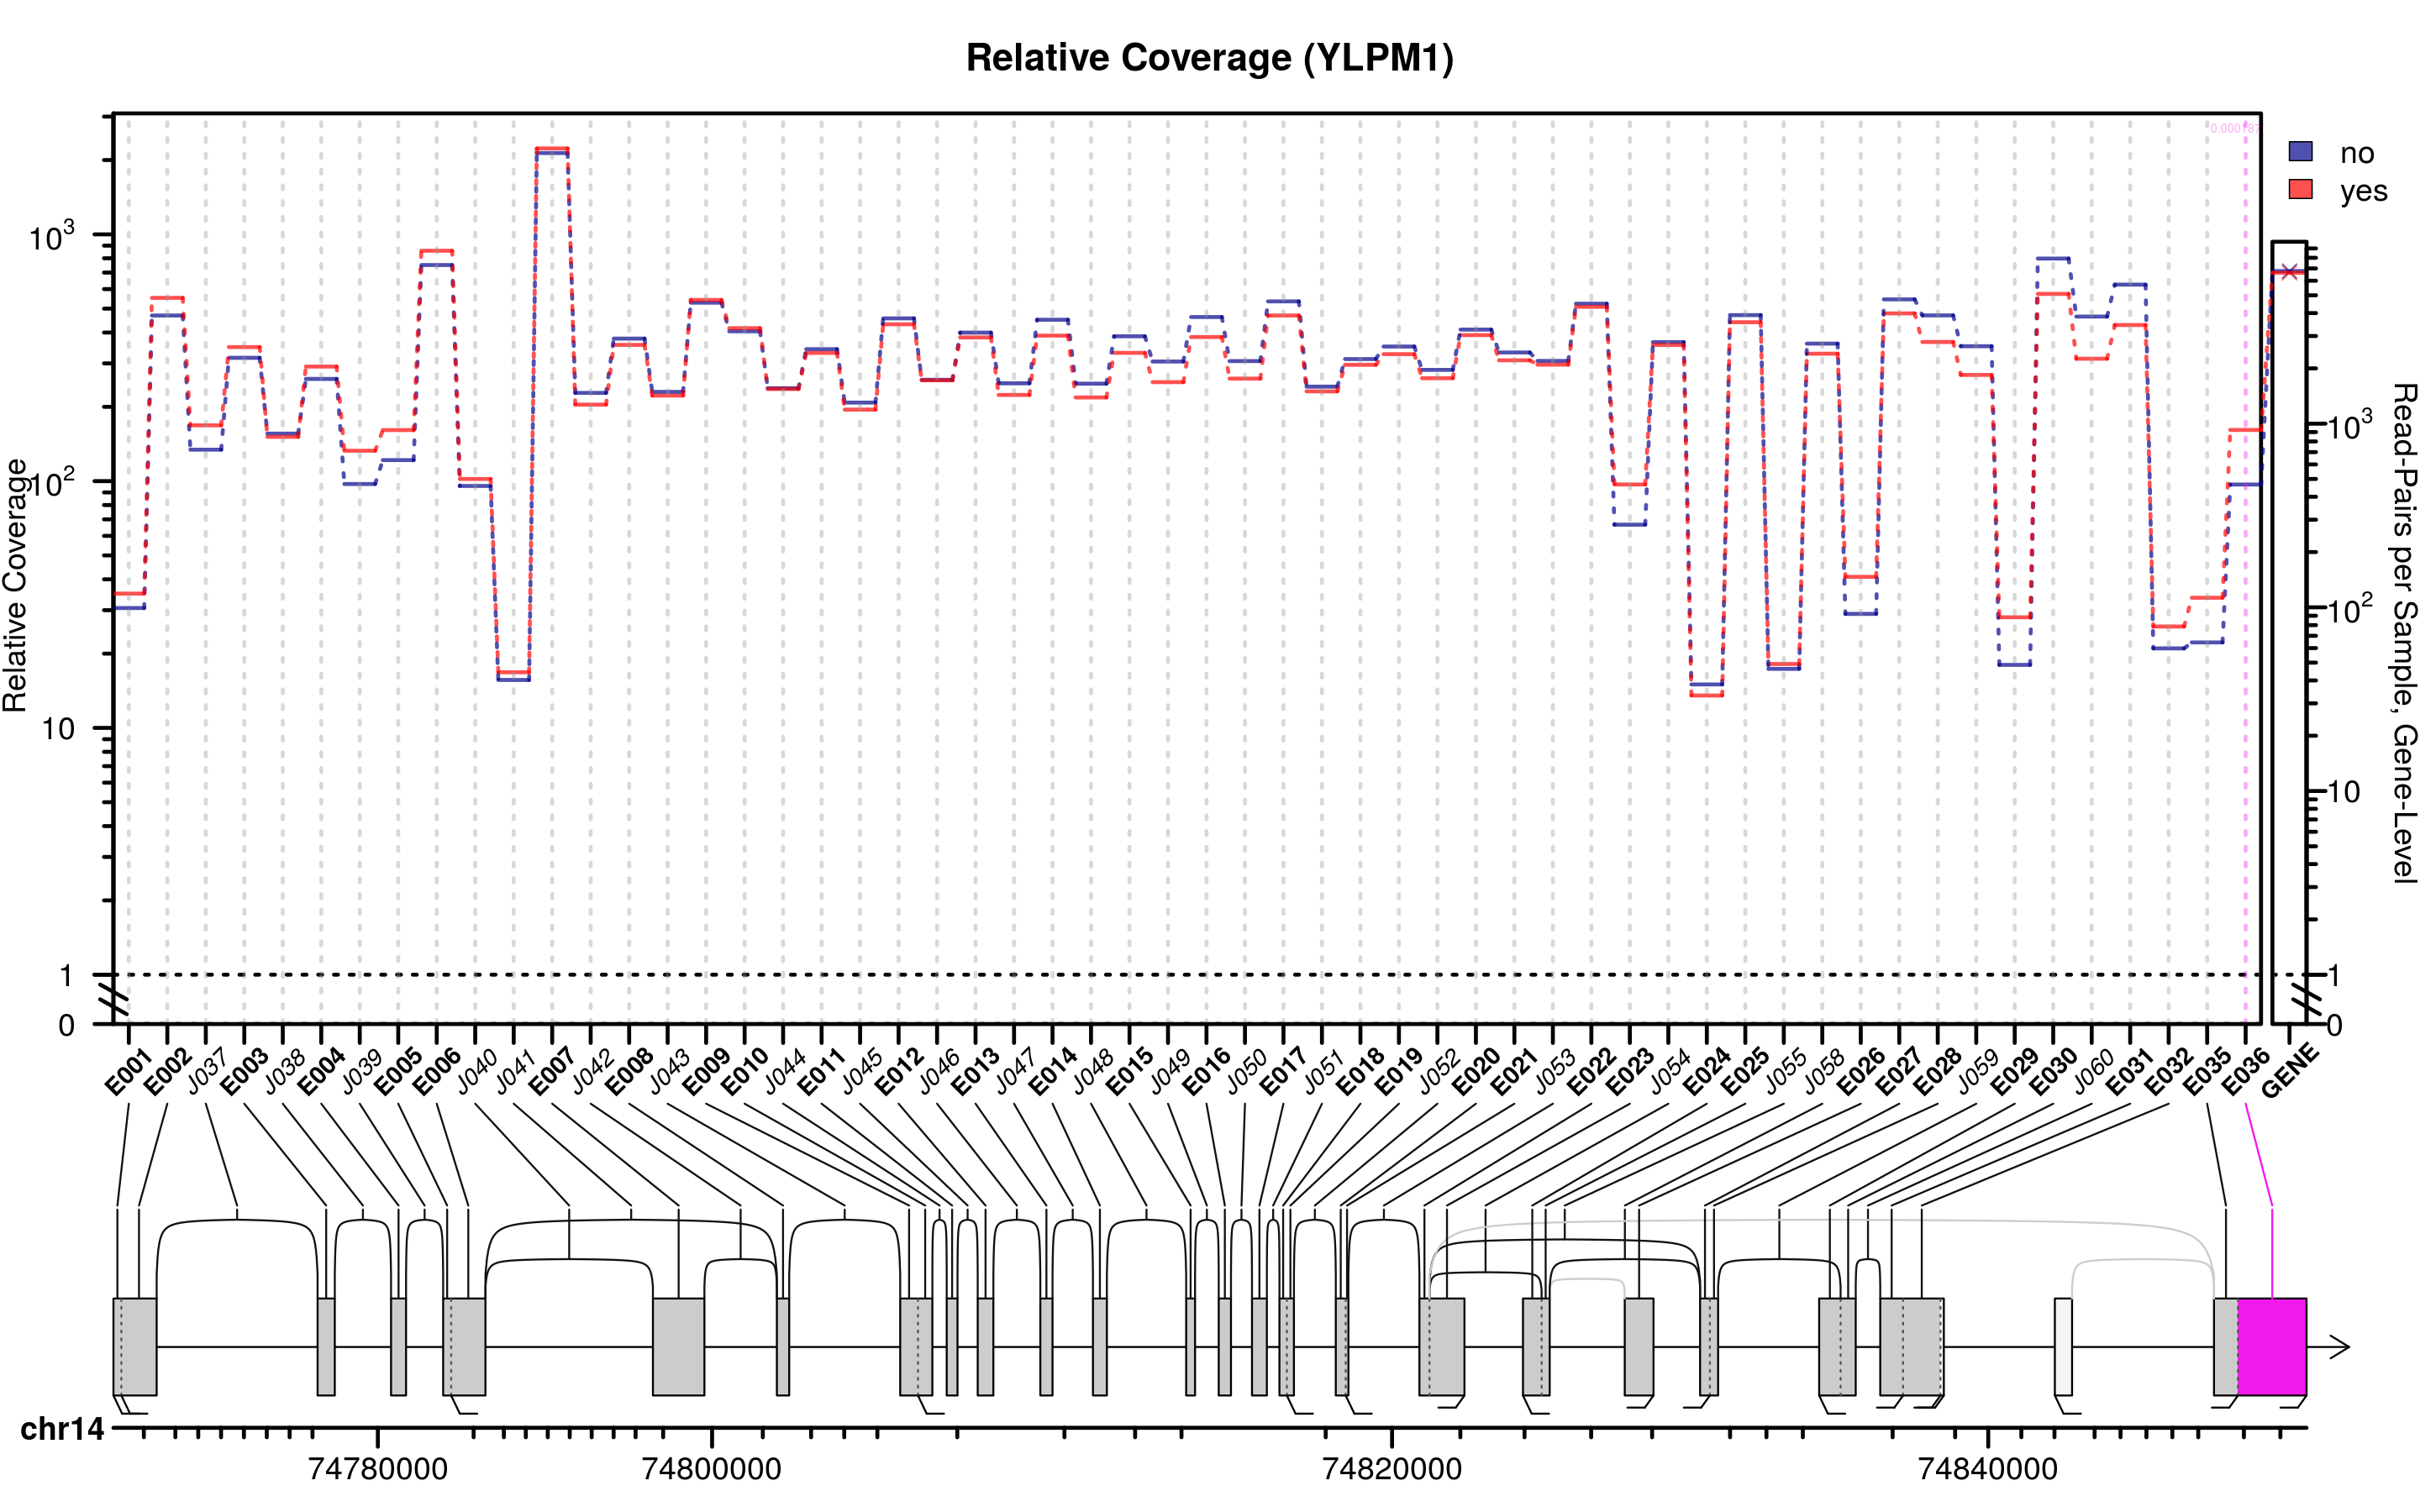 Relative Coverage (YLPM1)
0.000187
no
yes
Relative Coverage
10³
10²
10
1
0
Read-Pairs per Sample, Gene-Level
10³
10²
10
1
0
E001 E002 J037 E003 J038 E004 J039 E005 E006 J040 J041 E007 J042 E008 J043 E009 E010 J044 E011 J045 E012 J046 E013 J047 E014 J048 E015 J049 E016 J050 E017 J051 E018 E019 J052 E020 E021 J053 E022 E023 J054 E024 E025 J055 J058 E026 E027 E028 J059 E029 E030 J060 E031 E032 E035 E036 GENE
chr14
74780000 74800000 74820000 74840000